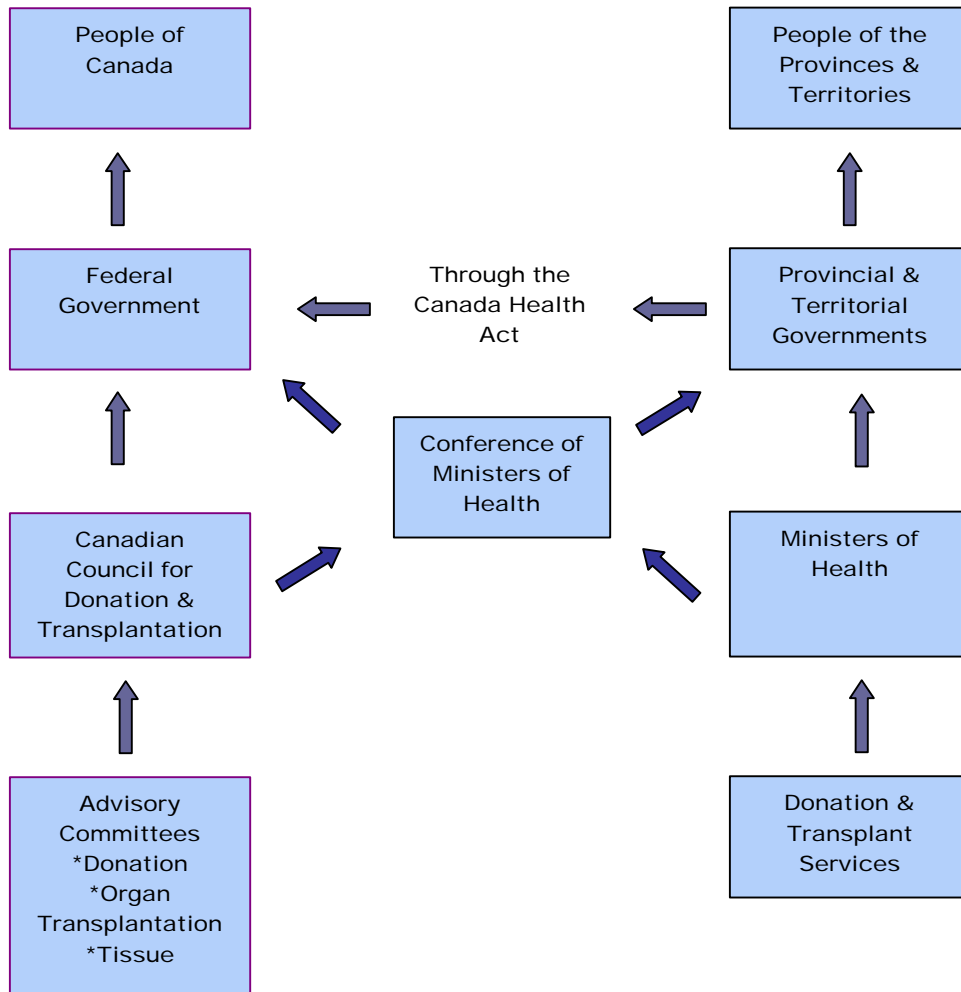 People of
Canada
People of the
Provinces &
Territories
Federal
Government
Through the
Canada Health
Act
Provincial &
Territorial
Governments
Conference of
Ministers of
Health
Canadian
Council for
Donation &
Transplantation
Ministers of
Health
Advisory
Committees
*Donation
*Organ
Transplantation
*Tissue
Donation &
Transplant
Services